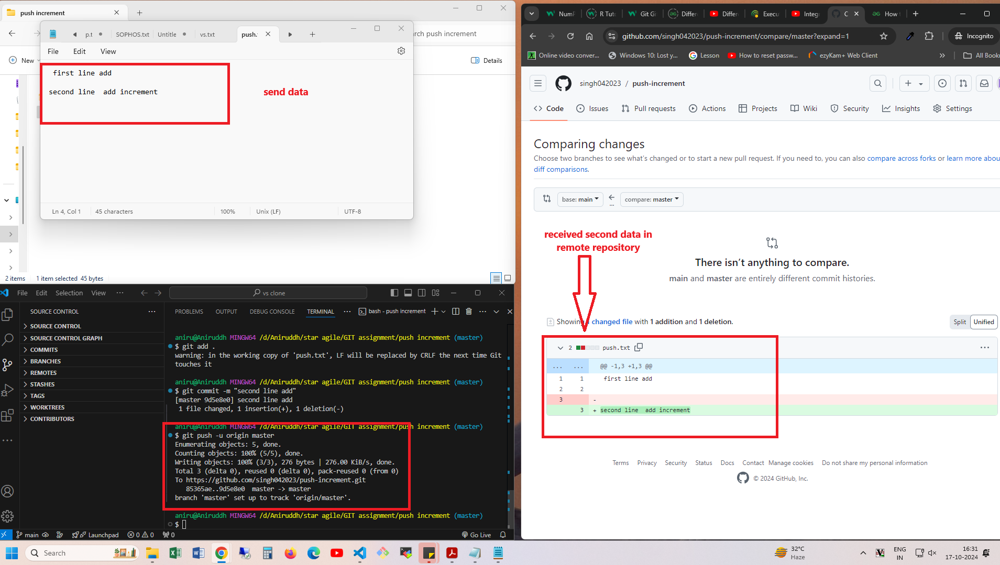 push increment
p.t
SOPHOS.txt
Untitle
vs.txt
push.
rch push increment
File
Edit
View
New
Details
first line add
second line  add increment
send data
Ln 4, Col 1
45 characters
100%
Unix (LF)
UTF-8
2 items
1 item selected  45 bytes
File
Edit
Selection
View
vs clone
SOURCE CONTROL
SOURCE CONTROL
SOURCE CONTROL GRAPH
COMMITS
BRANCHES
REMOTES
STASHES
TAGS
WORKTREES
CONTRIBUTORS
PROBLEMS
OUTPUT
DEBUG CONSOLE
TERMINAL
bash - push increment
aniru@Aniruddh MINGW64 /d/Aniruddh/star agile/GIT assignment/push increment (master)
$ git add .
warning: in the working copy of 'push.txt', LF will be replaced by CRLF the next time Git
touches it
aniru@Aniruddh MINGW64 /d/Aniruddh/star agile/GIT assignment/push increment (master)
$ git commit -m "second line add"
[master 9d5e8e0] second line add
1 file changed, 1 insertion(+), 1 deletion(-)
aniru@Aniruddh MINGW64 /d/Aniruddh/star agile/GIT assignment/push increment (master)
$ git push -u origin master
Enumerating objects: 5, done.
Counting objects: 100% (5/5), done.
Writing objects: 100% (3/3), 276 bytes | 276.00 KiB/s, done.
Total 3 (delta 0), reused 0 (delta 0), pack-reused 0 (from 0)
To https://github.com/singh042023/push-increment.git
85365ae..9d5e8e0  master -> master
branch 'master' set up to track 'origin/master'.
aniru@Aniruddh MINGW64 /d/Aniruddh/star agile/GIT assignment/push increment (master)
$
main
Launchpad
0
0
0
Go Live
NumP
R Tuto
Git Gi
Differe
Differe
Execu
Integr
C
How t
github.com/singh042023/push-increment/compare/master?expand=1
Incognito
Online video conver...
Windows 10: Lost y...
Lesson
How to reset passw...
ezyKam+ Web Client
»
All Book
singh042023 / push-increment
Code
Issues
Pull requests
Actions
Projects
Wiki
Security
Insights
Settings
Comparing changes
Choose two branches to see what's changed or to start a new pull request. If you need to, you can also compare across forks or learn more abou
diff comparisons.
base: main
compare: master
received second data in
remote repository
There isn't anything to compare.
main and master are entirely different commit histories.
Showing 1 changed file with 1 addition and 1 deletion.
Split
Unified
2
push.txt
... ... @@ -1,3 +1,3 @@
1 1 first line add
2 2
3 -
3 + second line  add increment
Terms
Privacy
Security
Status
Docs
Contact
Manage cookies
Do not share my personal information
© 2024 GitHub, Inc.
Search
32°C
Haze
ENG
IN
16:31
17-10-2024